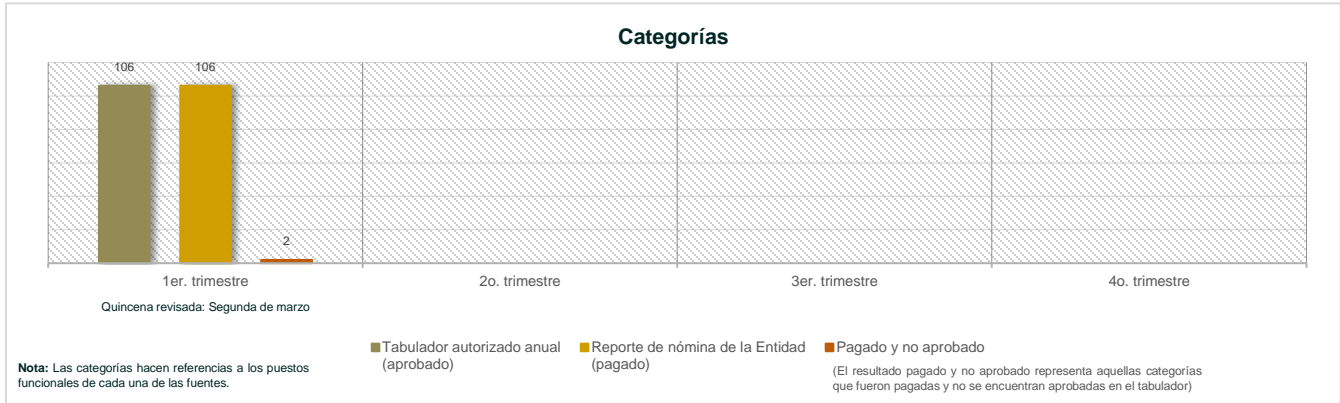 Categorías
106
106
2
1er. trimestre
2o. trimestre
3er. trimestre
4o. trimestre
Quincena revisada: Segunda de marzo
Tabulador autorizado anual
(aprobado)
Reporte de nómina de la Entidad
(pagado)
Pagado y no aprobado
(El resultado pagado y no aprobado representa aquellas categorías
que fueron pagadas y no se encuentran aprobadas en el tabulador)
Nota: Las categorías hacen referencias a los puestos
funcionales de cada una de las fuentes.